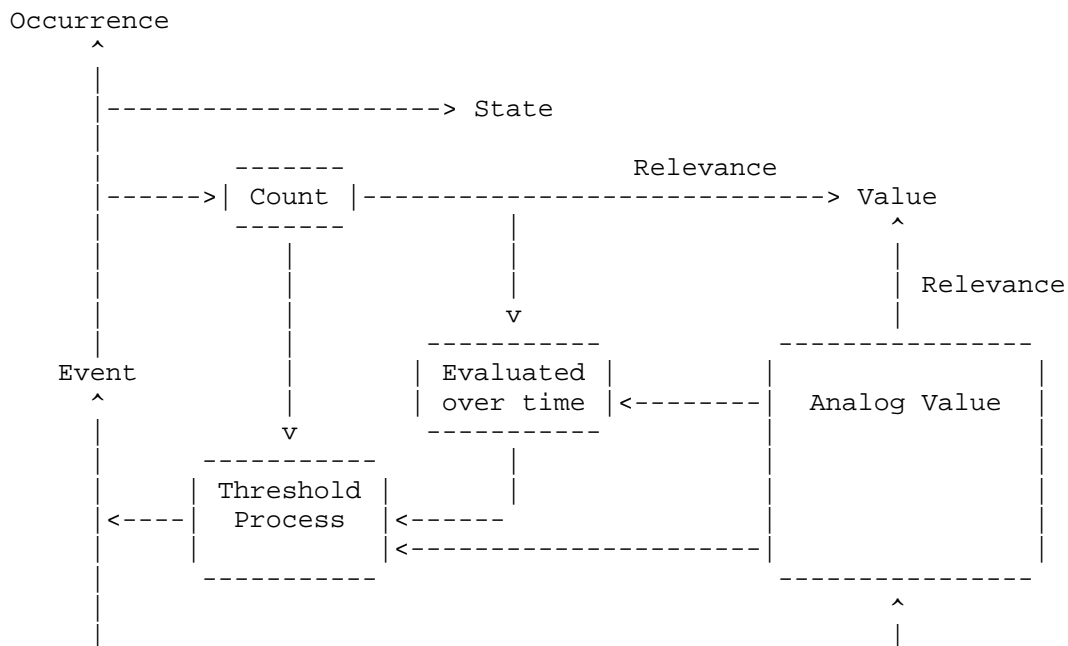 Occurrence
State
Relevance
Count Value
Relevance
Event Evaluated
over time Analog Value
Threshold
Process